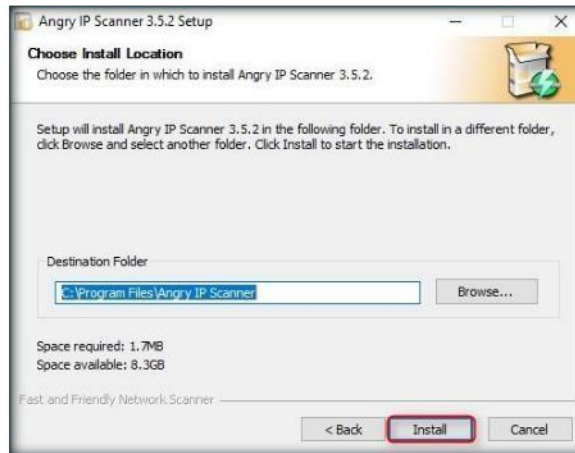 Angry IP Scanner 3.5.2 Setup
Choose Install Location
Choose the folder in which to install Angry IP Scanner 3.5.2.
Setup will install Angry IP Scanner 3.5.2 in the following folder. To install in a different folder,
click Browse and select another folder. Click Install to start the installation.
Destination Folder
C:\Program Files\Angry IP Scanner
Browse...
Space required: 1.7MB
Space available: 8.3GB
Fast and Friendly Network Scanner
< Back Install Cancel